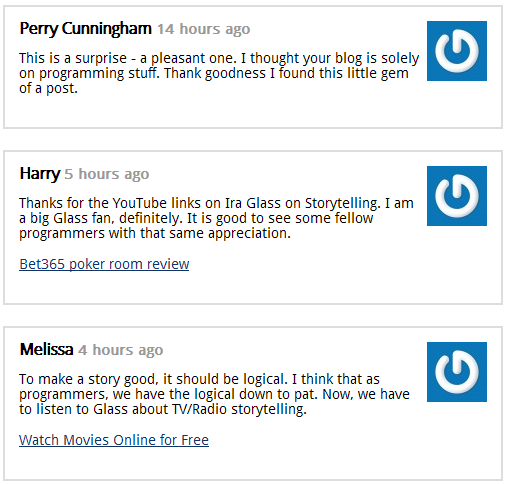 Perry Cunningham 14 hours ago
This is a surprise - a pleasant one. I thought your blog is solely
on programming stuff. Thank goodness I found this little gem
of a post.
Harry 5 hours ago
Thanks for the YouTube links on Ira Glass on Storytelling. I am
a big Glass fan, definitely. It is good to see some fellow
programmers with that same appreciation.
Bet365 poker room review
Melissa 4 hours ago
To make a story good, it should be logical. I think that as
programmers, we have the logical down to pat. Now, we have
to listen to Glass about TV/Radio storytelling.
Watch Movies Online for Free